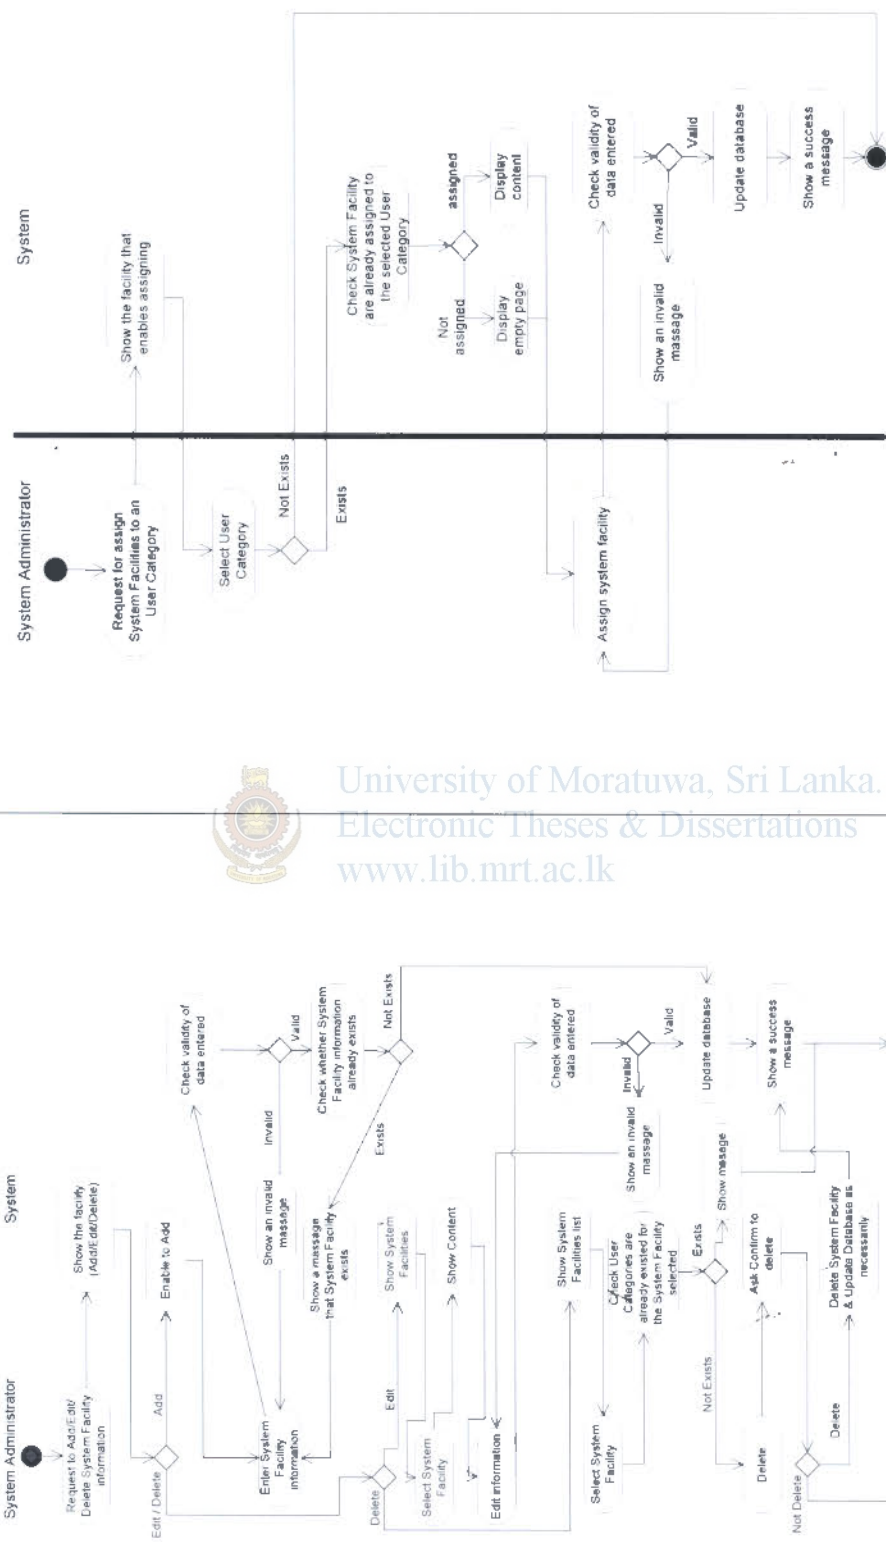 System Administrator
System
Request for assign
System Facilities to an
User Category
Show the facility that
enables assigning
Select User
Category
Not Exists
Exists
Check System Facility
are already assigned to
the selected User
Category
Not
assigned
assigned
Display
empty page
Display
content
Assign system facility
Check validity of
data entered
Invalid
Valid
Show an invalid
massage
Update database
Show a success
message
University of Moratuwa, Sri Lanka.
Electronic Theses & Dissertations
www.lib.mrt.ac.lk
System Administrator
System
Request to Add/Edit/
Delete System Facility
information
Show the facility
(Add/Edit/Delete)
Edit / Delete
Add
Enable to Add
Enter System
Facility
information
Check validity of
data entered
Invalid
Valid
Show an invalid
massage
Check whether System
Facility information
already exists
Exists
Not Exists
Show a massage
that System Facility
exists
Delete
Edit
Show System
Facilities
Select System
Facility
Show Content
Edit information
Check validity of
data entered
Invalid
Valid
Show an invalid
massage
Show System
Facilities list
Select System
Facility
Check User
Categories are
already existed for
the System Facility
selected
Exists
Not Exists
Show mesage
Update database
Delete
Ask Confirm to
delete
Show a success
message
Not Delete
Delete
Delete System Facility
& Update Database as
necessarily